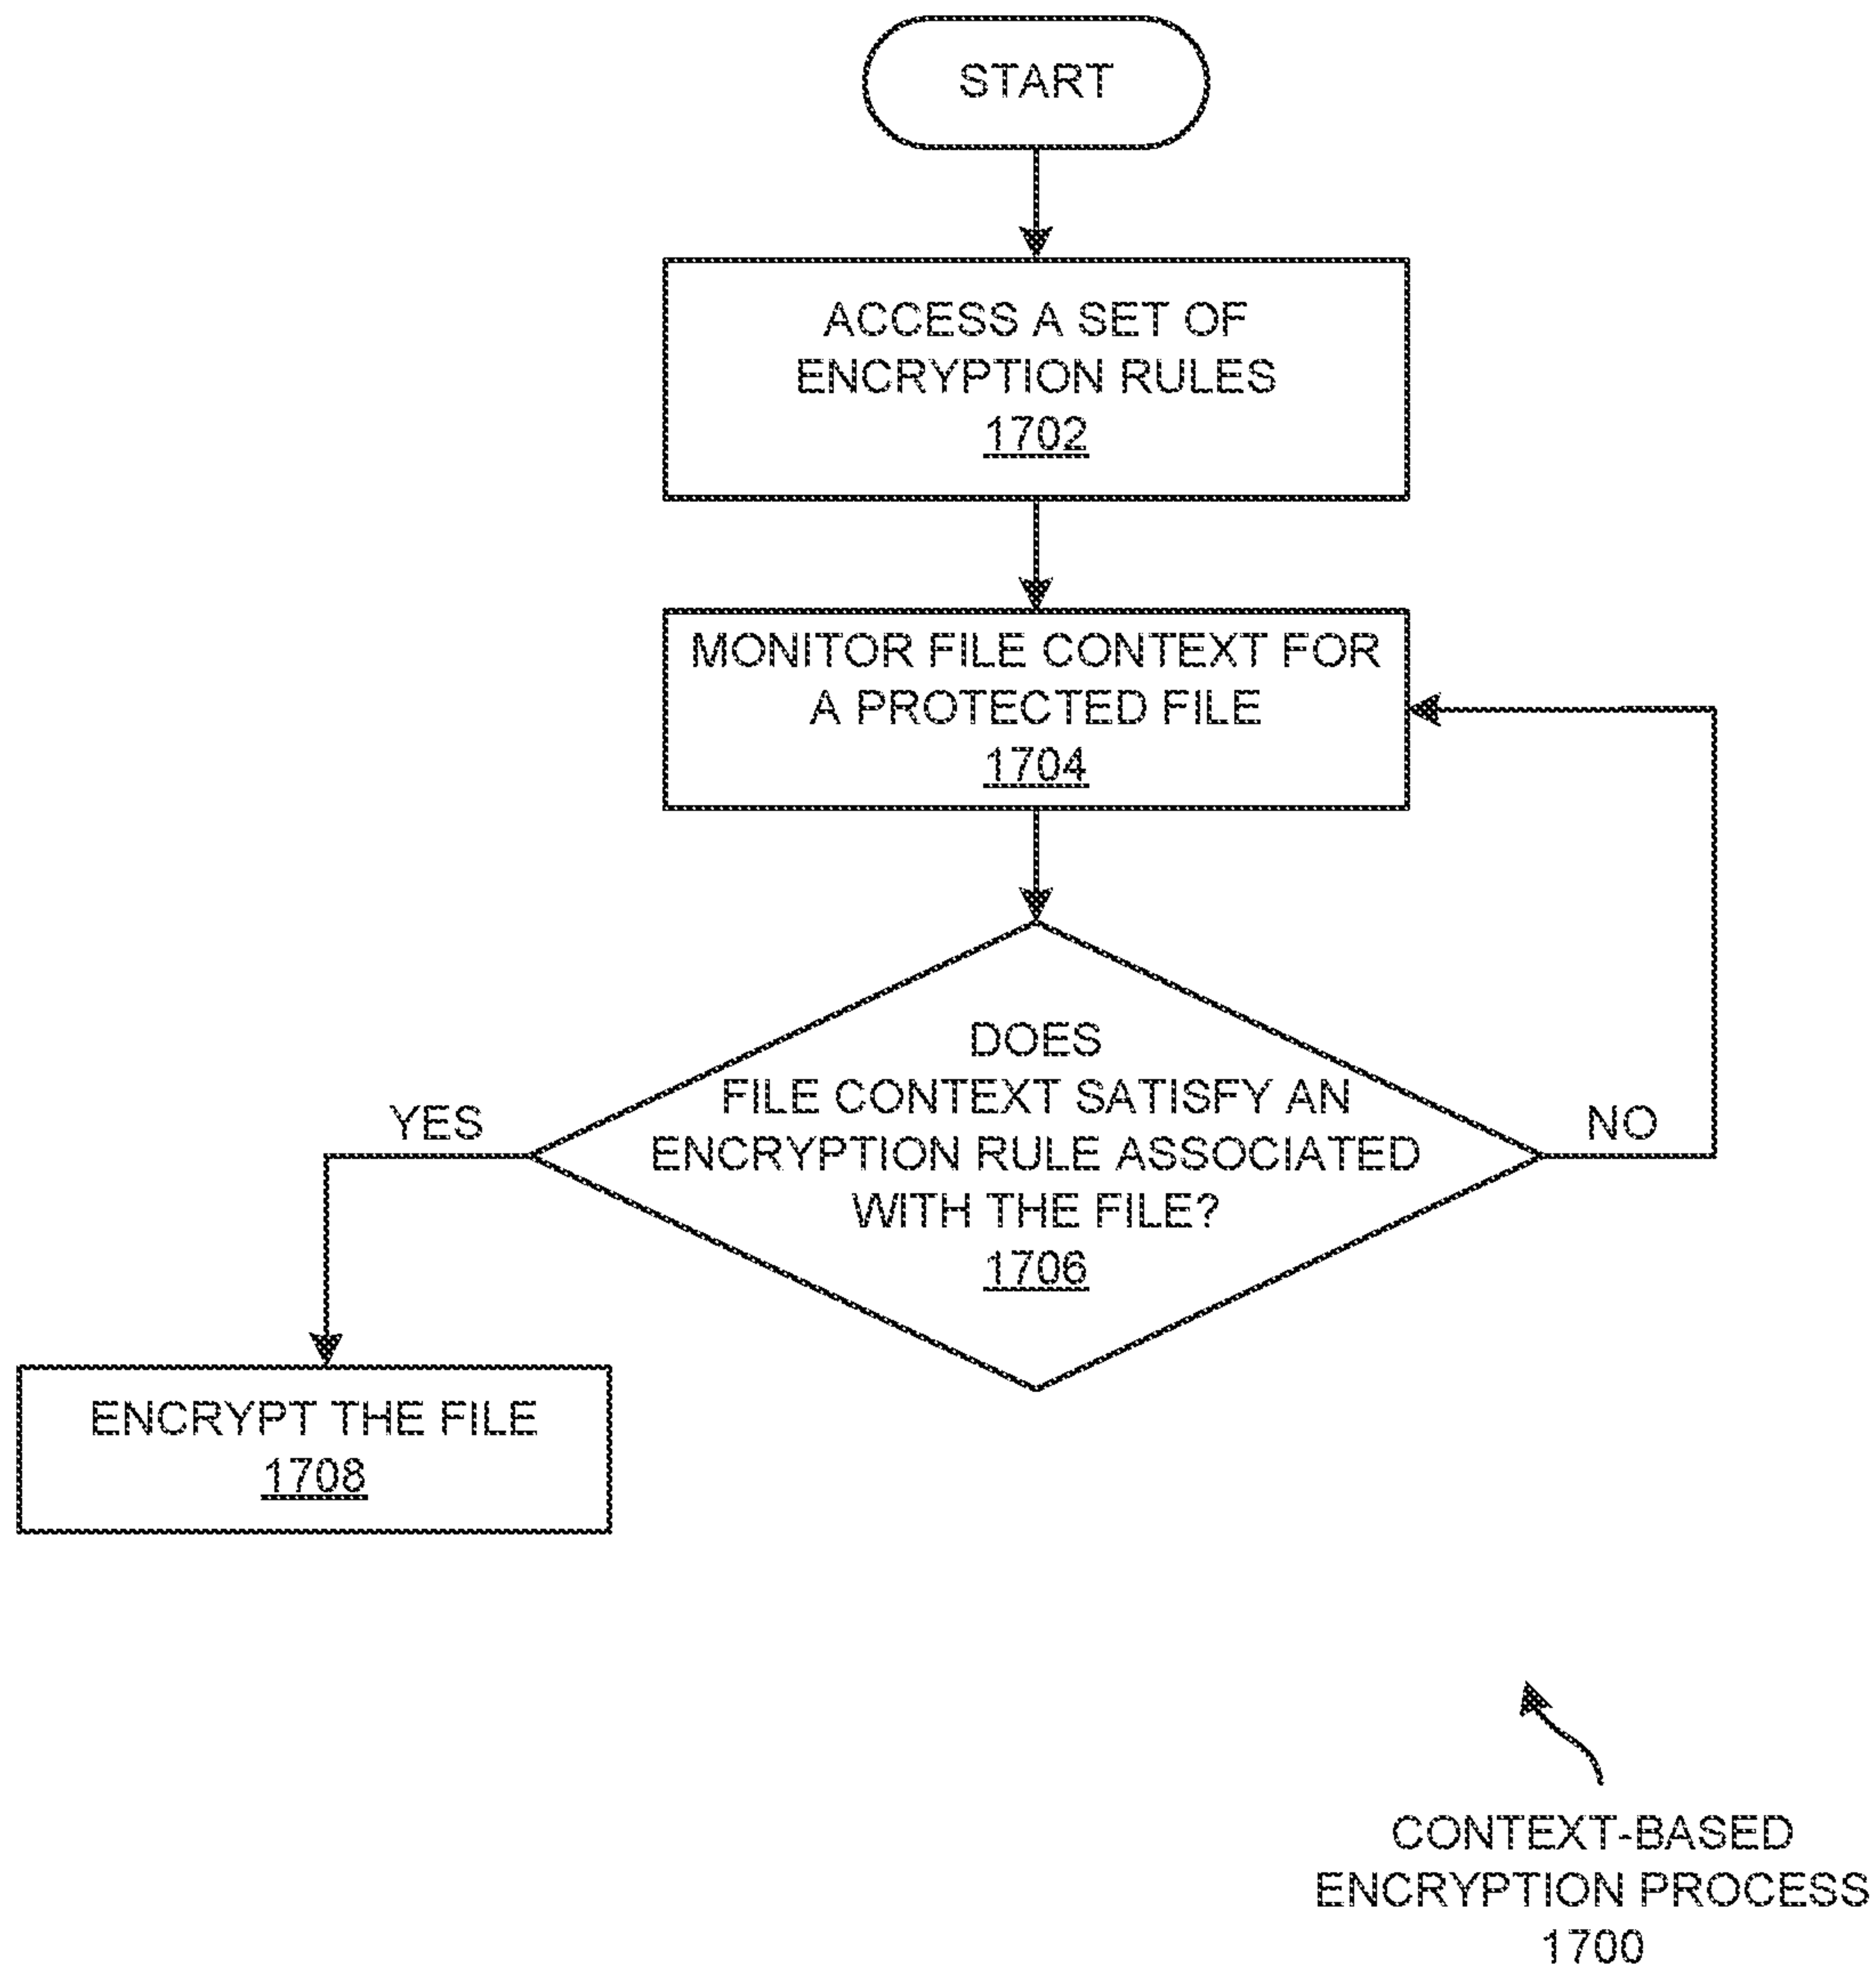 START
ACCESS A SET OF
ENCRYPTION RULES
1702
MONITOR FILE CONTEXT FOR
A PROTECTED FILE
1704
DOES
FILE CONTEXT SATISFY AN
ENCRYPTION RULE ASSOCIATED
WITH THE FILE?
1706
YES
NO
ENCRYPT THE FILE
1708
CONTEXT-BASED
ENCRYPTION PROCESS
1700